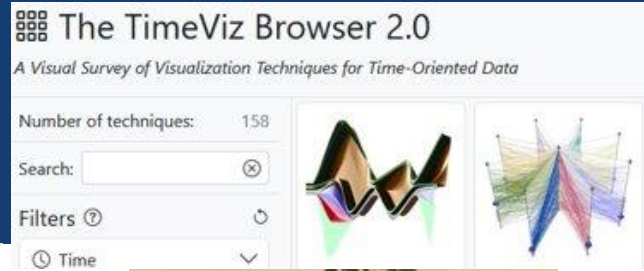 The TimeViz Browser 2.0
A Visual Survey of Visualization Techniques for Time-Oriented Data
Number of techniques: 158
Search:
Filters
Time